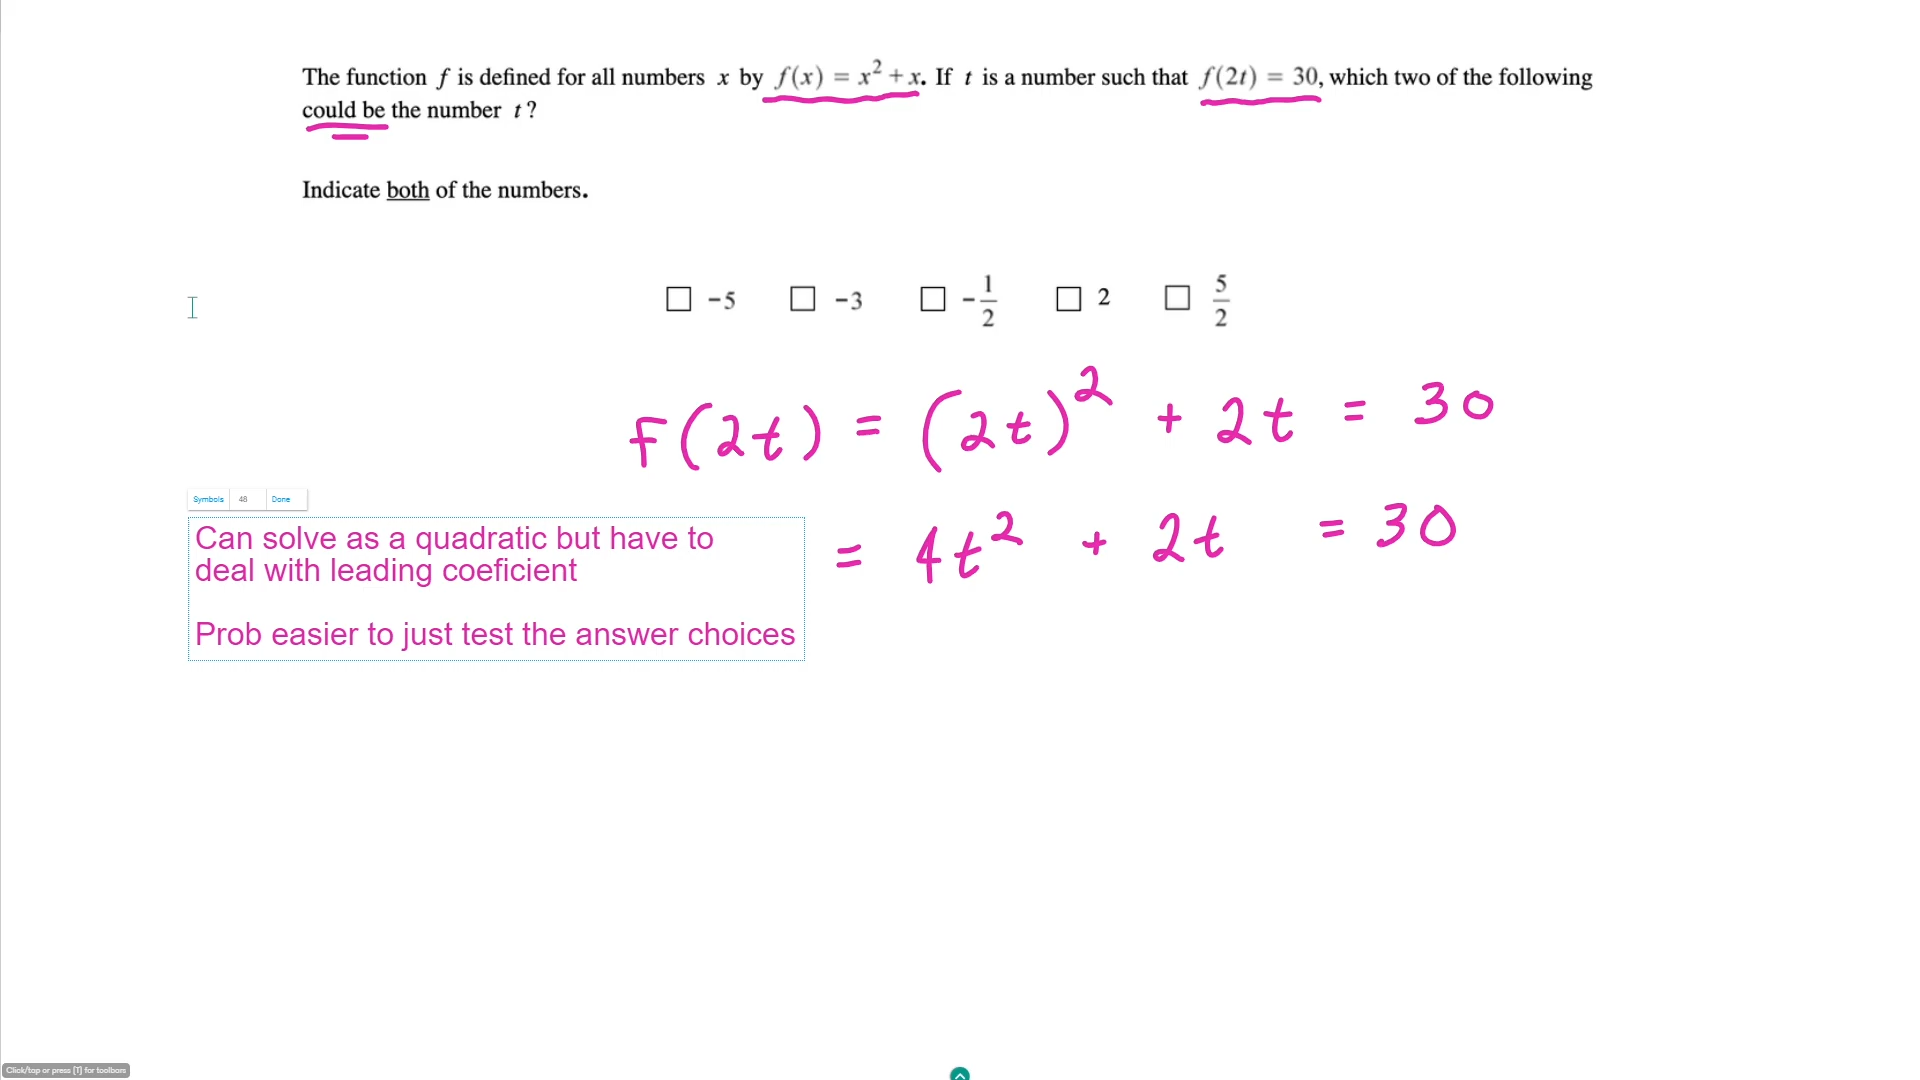 The function f is defined for all numbers x by f(x) = x² + x. If t is a number such that f(2t) = 30, which two of the following
could be the number t?
Indicate both of the numbers.
-5 -3 -1/2 2 5/2
F(2t) = (2t)² + 2t = 30
Symbols 48 Done
= 4t² + 2t = 30
Can solve as a quadratic but have to
deal with leading coeficient
Prob easier to just test the answer choices
Click/tap or press [T] for toolbars